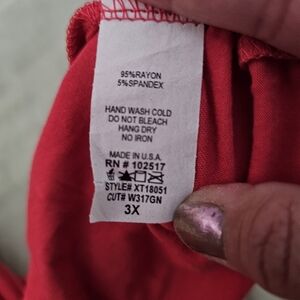 95%RAYON
5%SPANDEX
HAND WASH COLD
DO NOT BLEACH
HANG DRY
NO IRON
MADE IN U.S.A.
RN # 102517
STYLE# XT18051
CUT# W317GN
3X